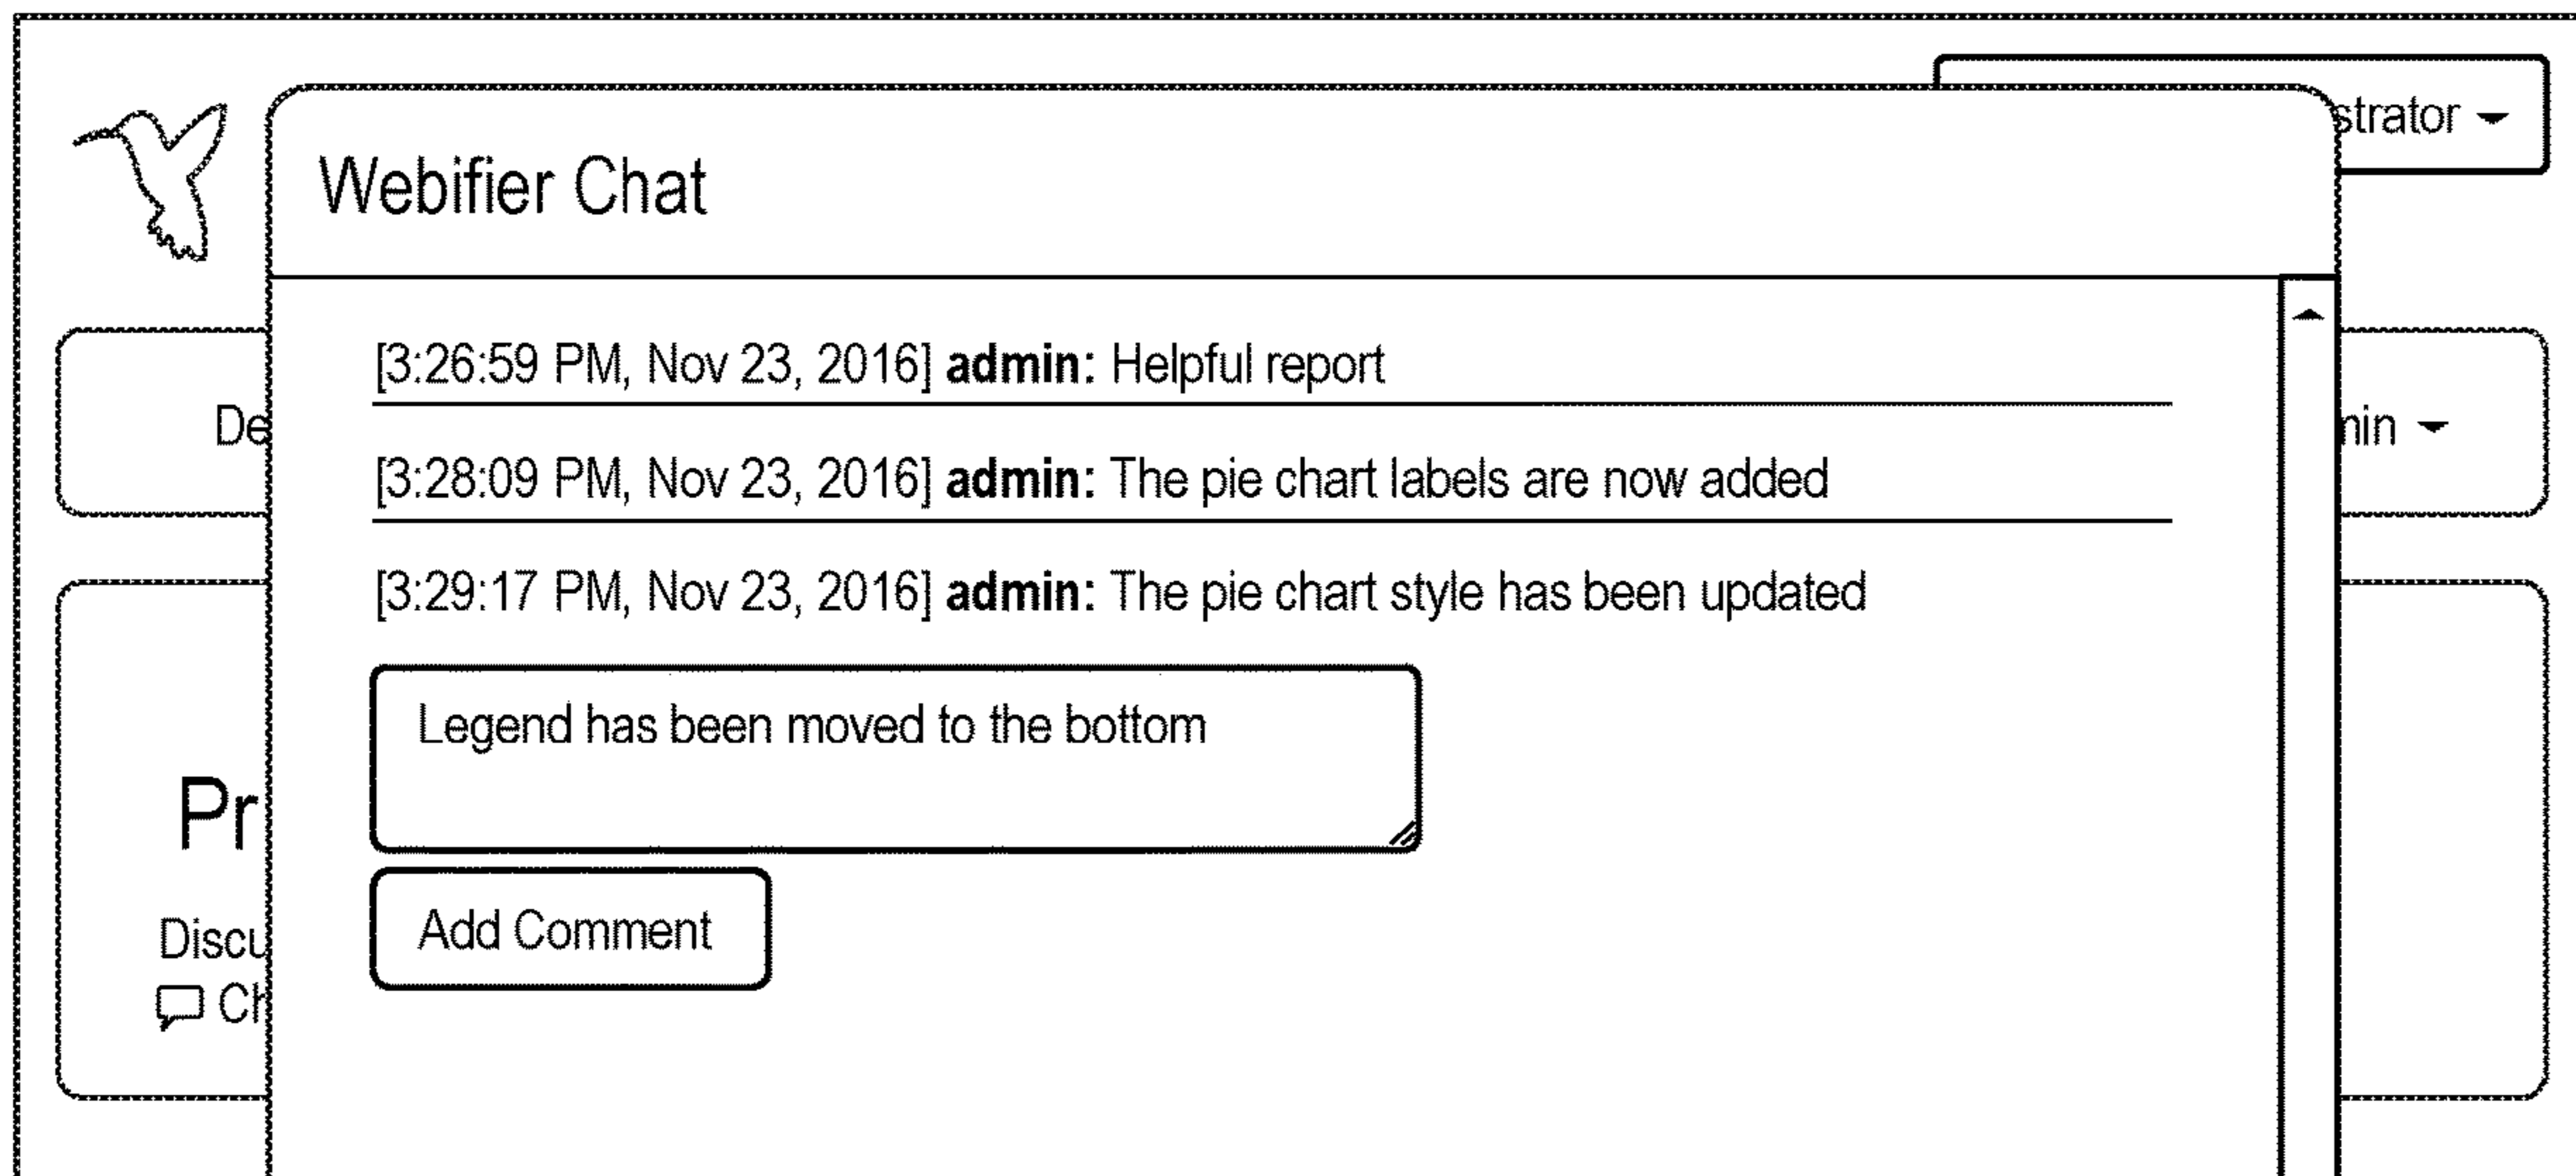 strator
Webifier Chat
[3:26:59 PM, Nov 23, 2016] admin: Helpful report
De
min
[3:28:09 PM, Nov 23, 2016] admin: The pie chart labels are now added
[3:29:17 PM, Nov 23, 2016] admin: The pie chart style has been updated
Legend has been moved to the bottom
Pr
Add Comment
Discu
Ch